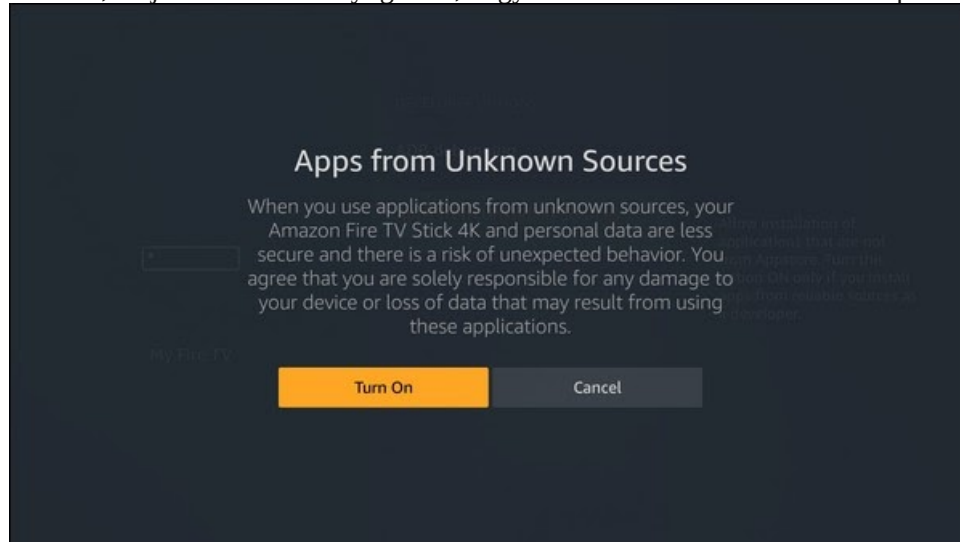 Apps from Unknown Sources
When you use applications from unknown sources, your
Amazon Fire TV Stick 4K and personal data are less
secure and there is a risk of unexpected behavior. You
agree that you are solely responsible for any damage to
your device or loss of data that may result from using
these applications.
Turn On
Cancel
My Fire TV